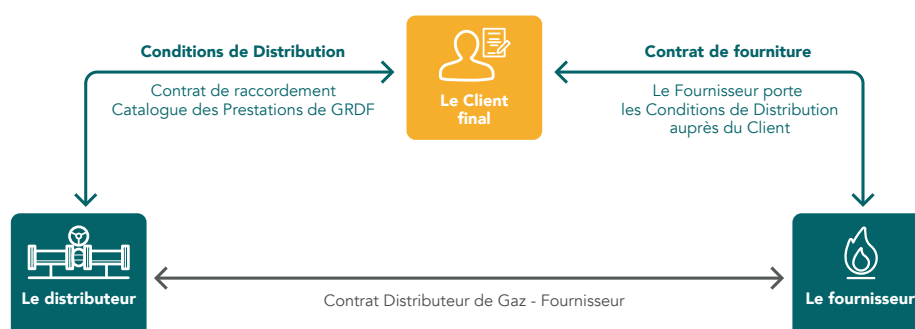 Conditions de Distribution
Contrat de raccordement
Catalogue des Prestations de GRDF
Le Client
final
Contrat de fourniture
Le Fournisseur porte
les Conditions de Distribution
auprès du Client
Le distributeur
Contrat Distributeur de Gaz - Fournisseur
Le fournisseur